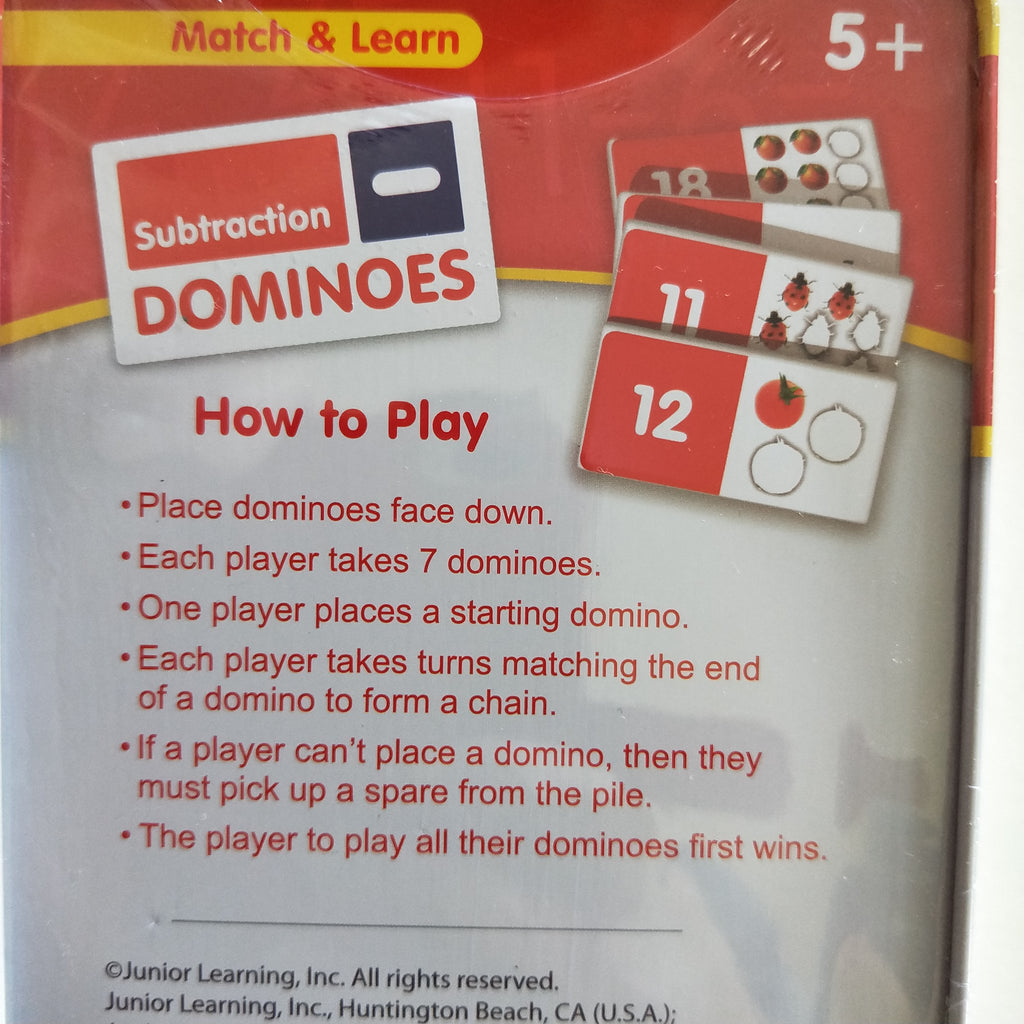 Match & Learn
5+
Subtraction
DOMINOES
18
11
12
How to Play
•Place dominoes face down.
•Each player takes 7 dominoes.
•One player places a starting domino.
•Each player takes turns matching the end
of a domino to form a chain.
•If a player can't place a domino, then they
must pick up a spare from the pile.
•The player to play all their dominoes first wins.
©Junior Learning, Inc. All rights reserved.
Junior Learning, Inc., Huntington Beach, CA (U.S.A.);